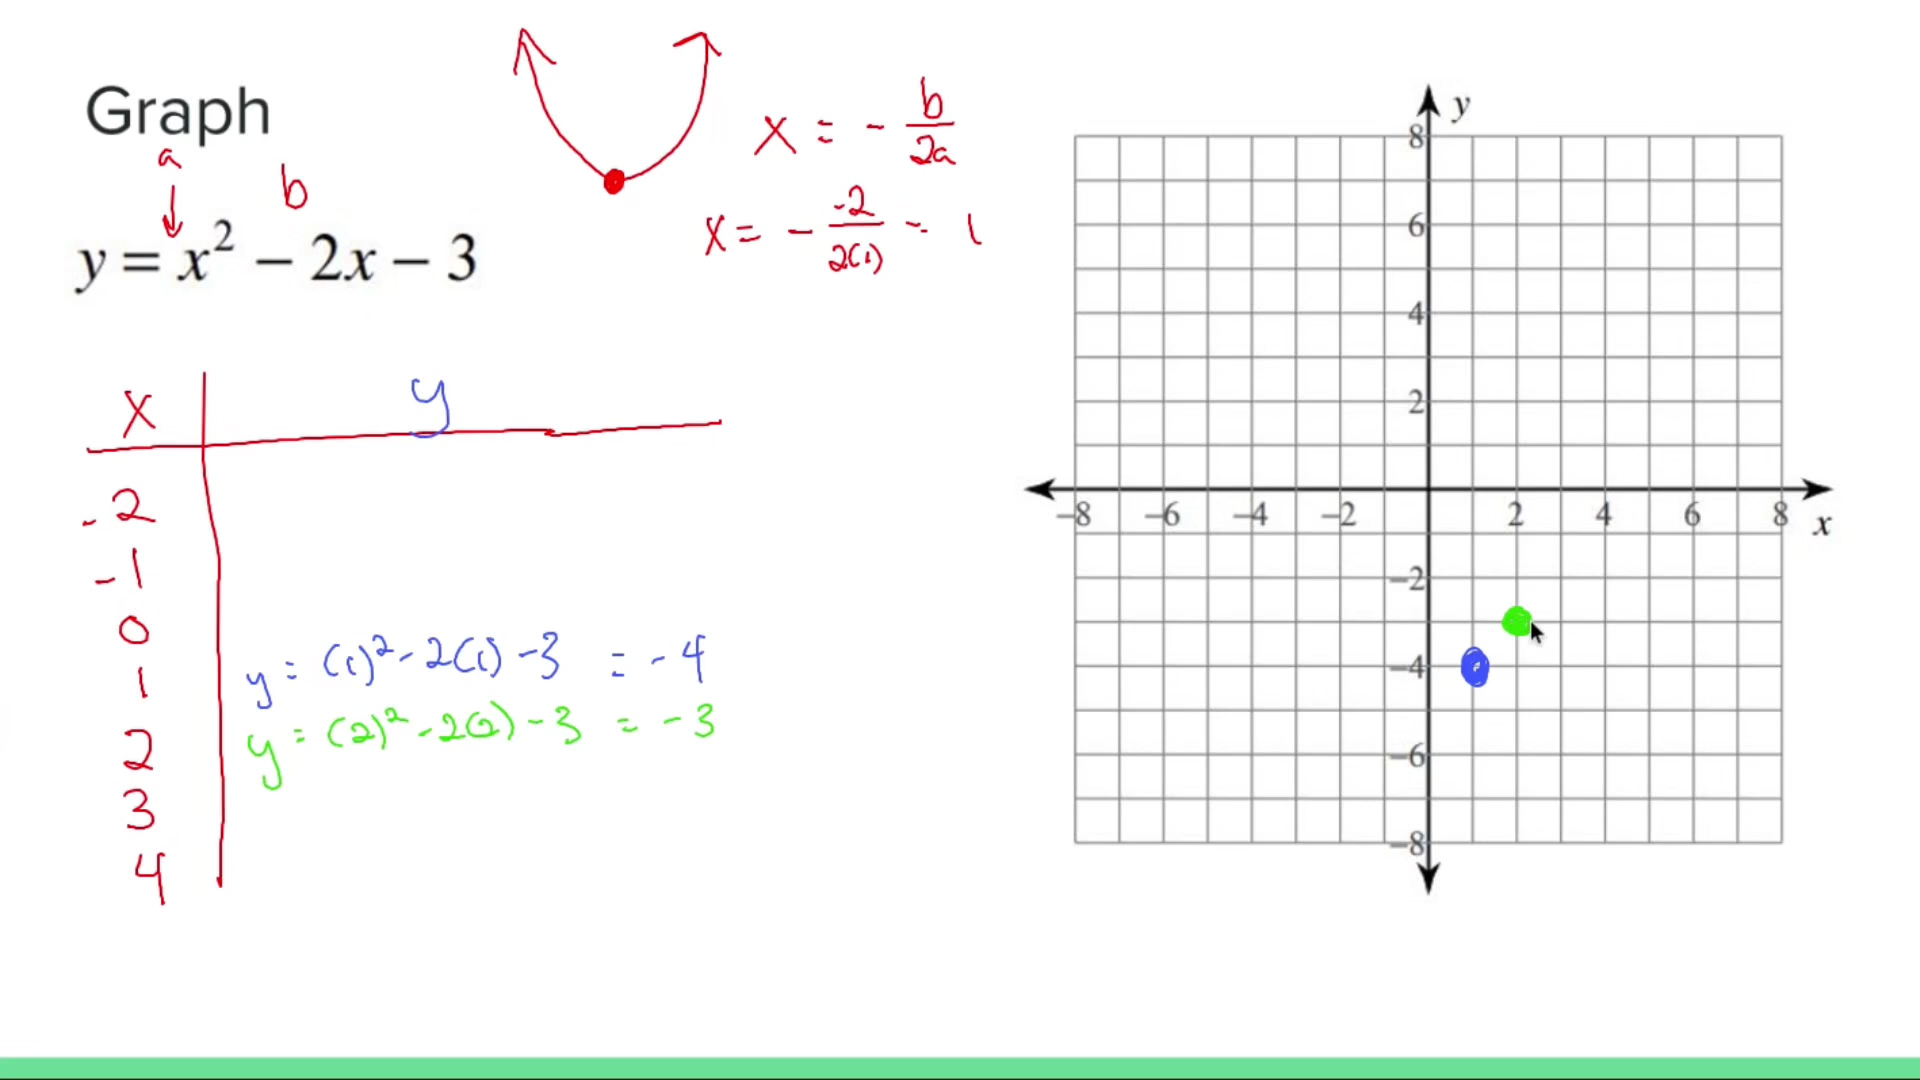 Graph
a
b
y = x² − 2x − 3
x = - b/2a
x = - -2/2(1) = 1
x | y
-2
-1
0
1 y = (1)² - 2(1) - 3 = -4
2 y = (2)² - 2(2) - 3 = -3
3
4
y
8
6
4
2
−8 −6 −4 −2 2 4 6 8 x
−2
−4
−6
−8